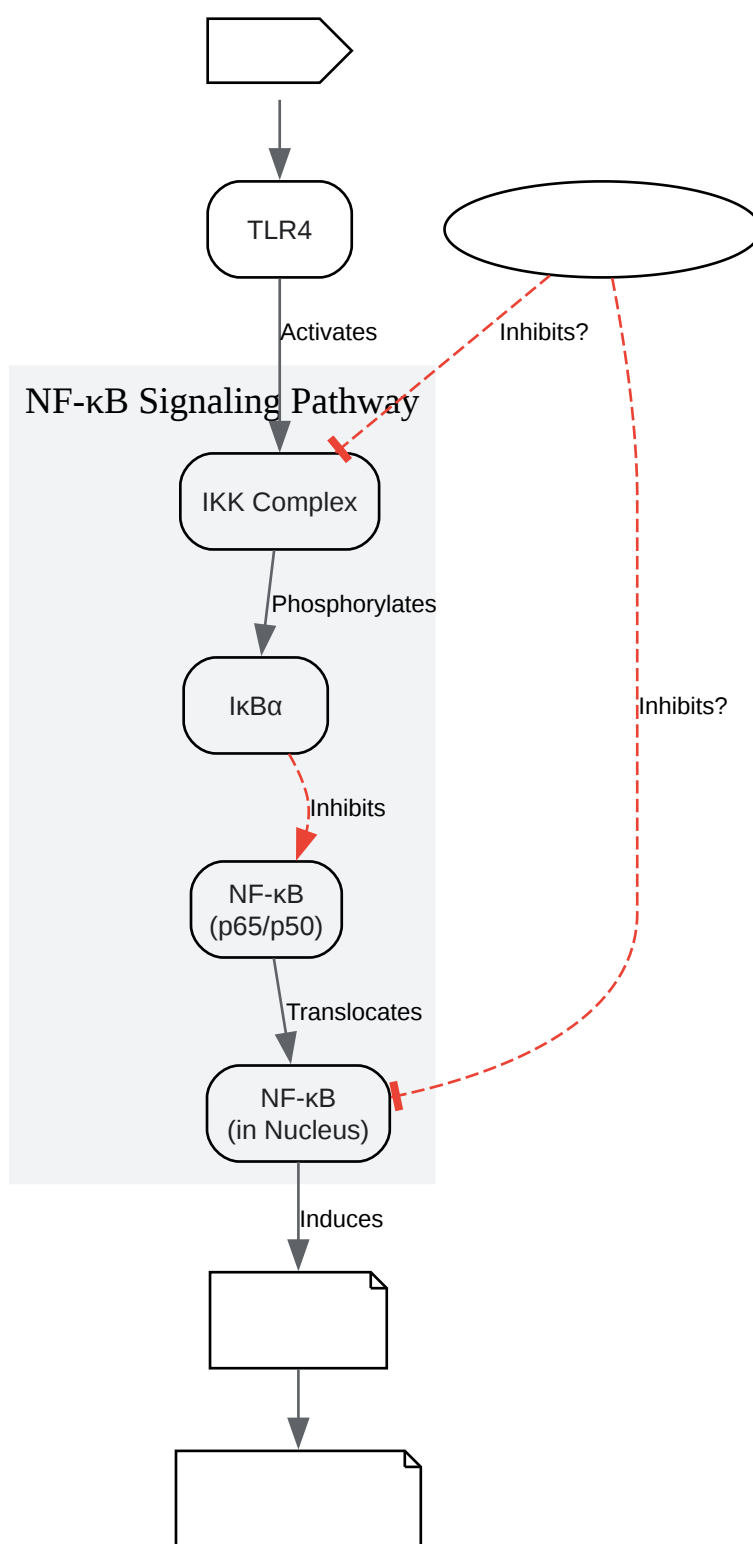 TLR4
Activates
Inhibits?
NF-κB Signaling Pathway
IKK Complex
Phosphorylates
IκBα
Inhibits?
Inhibits
NF-κB
(p65/p50)
Translocates
NF-κB
(in Nucleus)
Induces